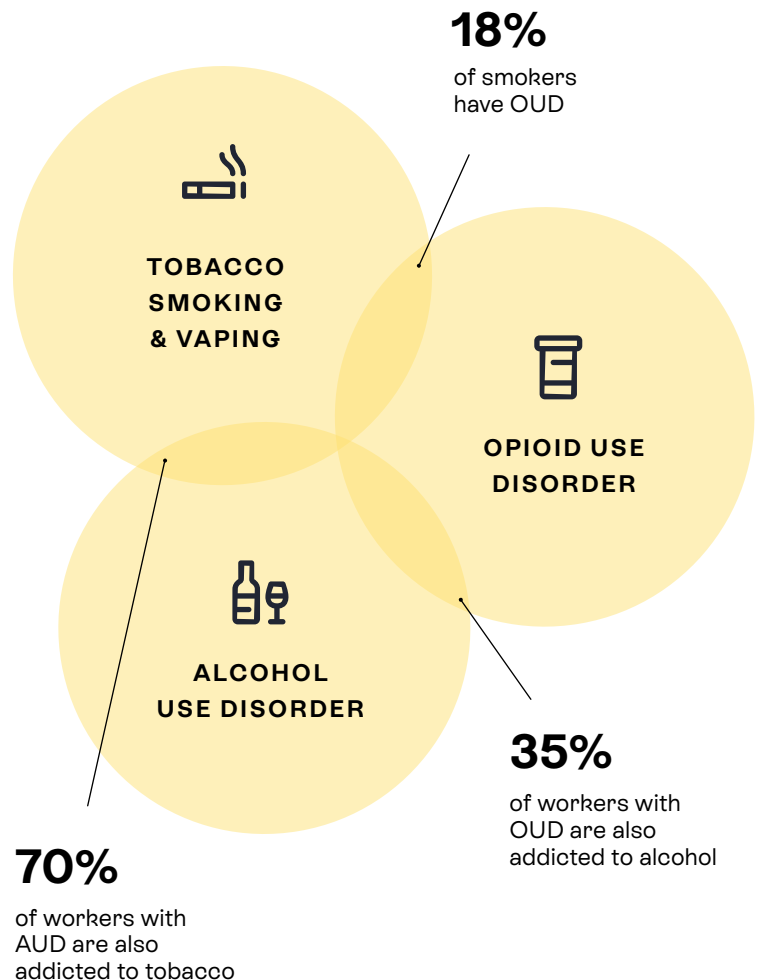 18%
of smokers
have OUD
TOBACCO
SMOKING
& VAPING
OPIOID USE
DISORDER
ALCOHOL
USE DISORDER
35%
of workers with
OUD are also
addicted to alcohol
70%
of workers with
AUD are also
addicted to tobacco